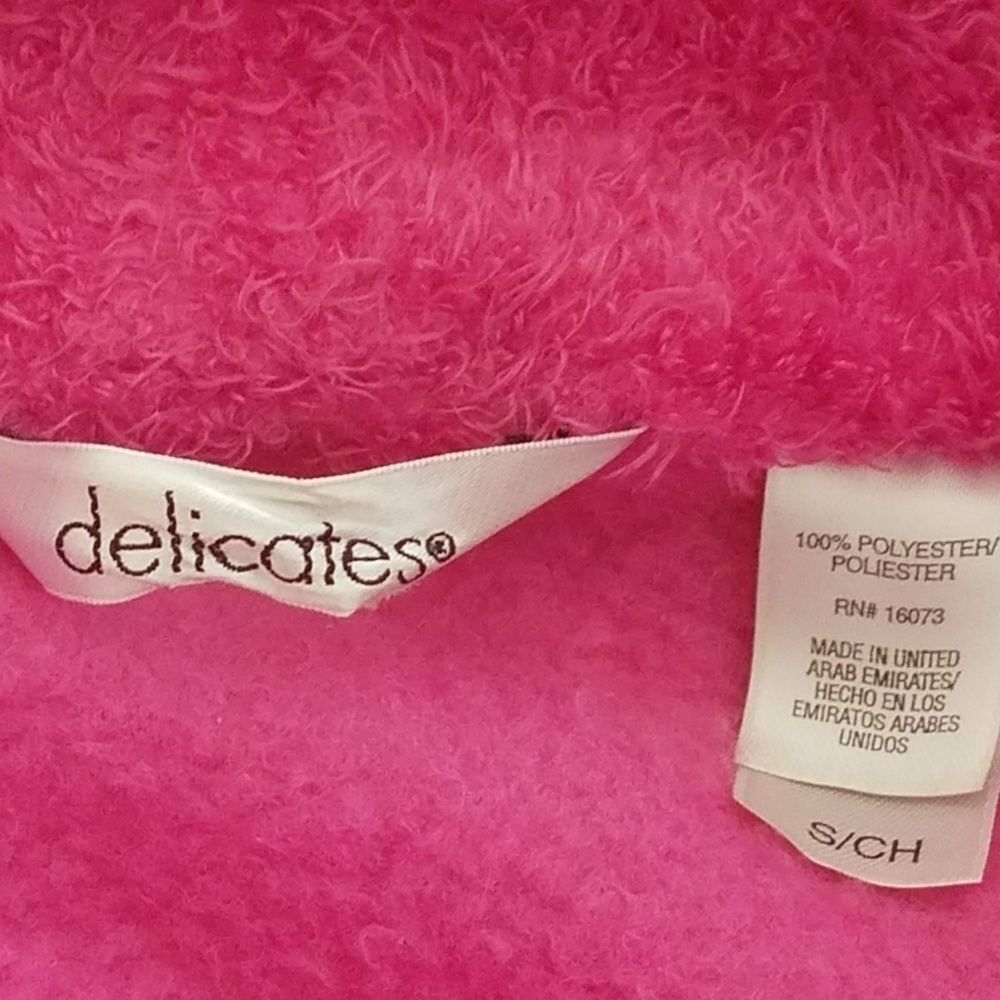 delicates®
100% POLYESTER/
POLIESTER
RN# 16073
MADE IN UNITED
ARAB EMIRATES/
HECHO EN LOS
EMIRATOS ARABES
UNIDOS
S/CH